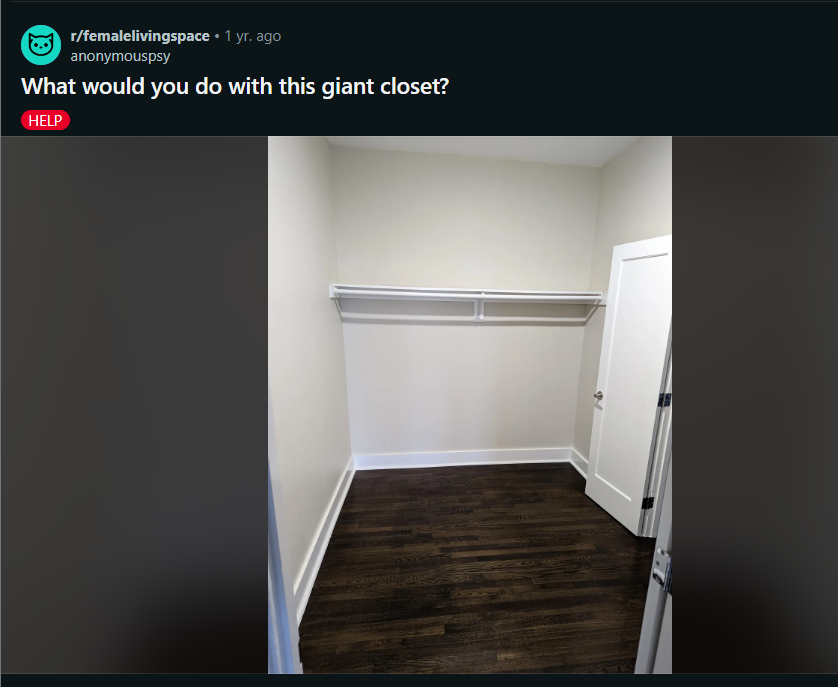 r/femalelivingspace • 1 yr. ago
anonymouspsy
What would you do with this giant closet?
HELP